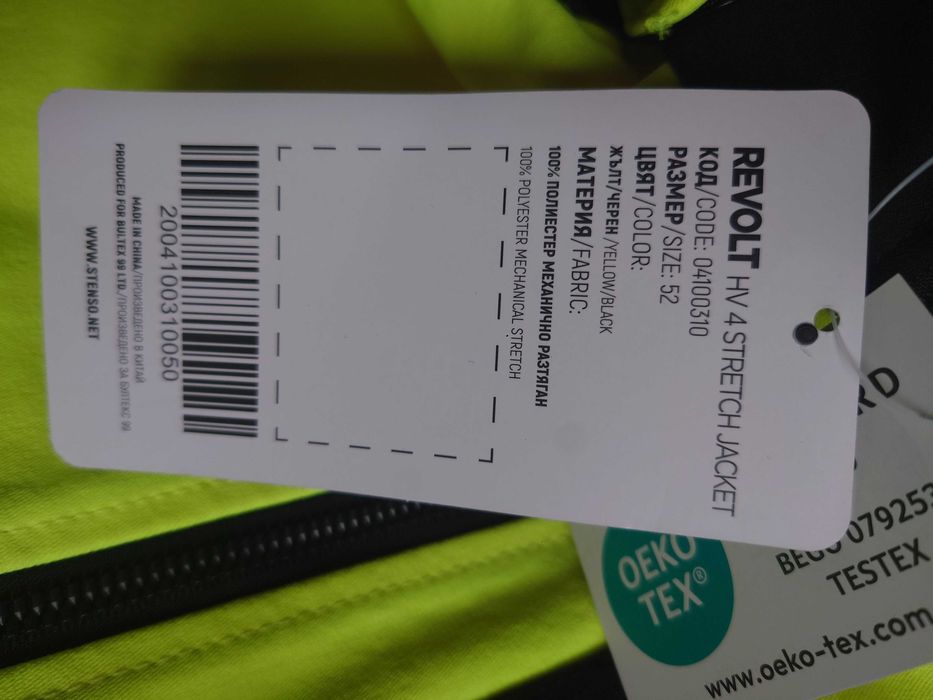 REVOLT HV 4 STRETCH JACKET
КОД/CODE: 04100310
РАЗМЕР/SIZE: 52
ЦВЯТ/COLOR:
ЖЪЛТ/ЧЕРЕН /YELLOW/BLACK
МАТЕРИЯ/FABRIC:
100% ПОЛИЕСТЕР МЕХАНИЧНО РАЗТЯГАН
100% POLYESTER MECHANICAL STRETCH
2004100310050
MADE IN CHINA/ПРОИЗВЕДЕНО В КИТАЙ
PRODUCED FOR BULTEX 99 LTD./ПРОИЗВЕДЕНО ЗА БУЛТЕКС 99
WWW.STENSO.NET
RD
079253
TESTEX
OEKO
TEX®
www.oeko-tex.com